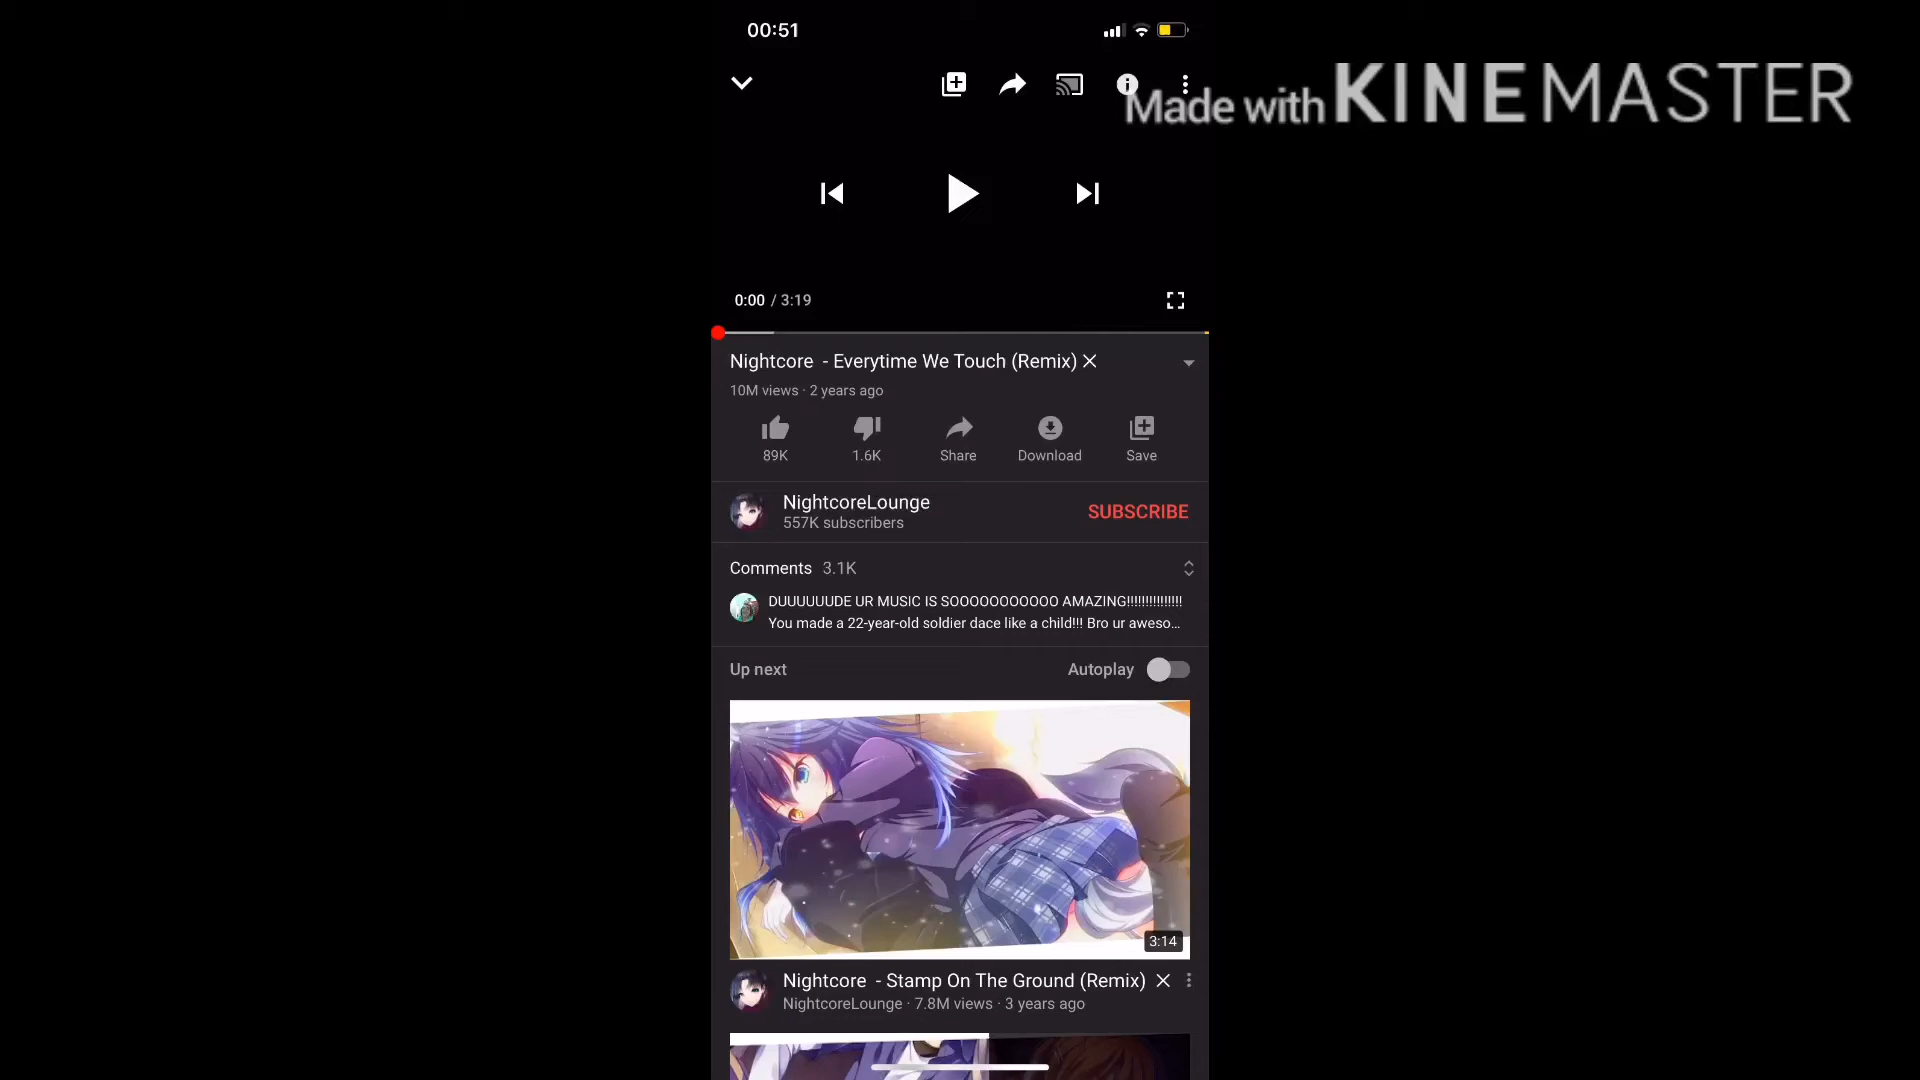 00:51
Made with KINEMASTER
0:00 / 3:19
Nightcore - Everytime We Touch (Remix) ✕
10M views · 2 years ago
89K
1.6K
Share
Download
Save
NightcoreLounge
557K subscribers
SUBSCRIBE
Comments 3.1K
DUUUUUUDE UR MUSIC IS SOOOOOOOOOOO AMAZING!!!!!!!!!!!!!!!
You made a 22-year-old soldier dace like a child!!! Bro ur aweso...
Up next
Autoplay
3:14
Nightcore - Stamp On The Ground (Remix) ✕
NightcoreLounge · 7.8M views · 3 years ago